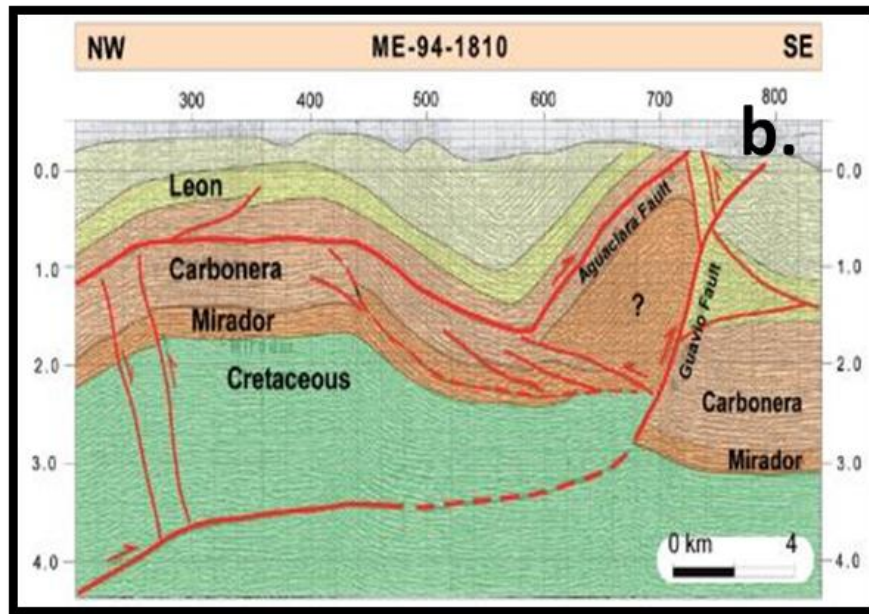 NW ME-94-1810 SE
300 400 500 600 700 800
b.
0.0 0.0
Leon
Aguaclara Fault
1.0 Carbonera 1.0
?
Mirador
Guavio Fault
2.0 2.0
Cretaceous
Carbonera
3.0 Mirador 3.0
0 km 4
4.0 4.0